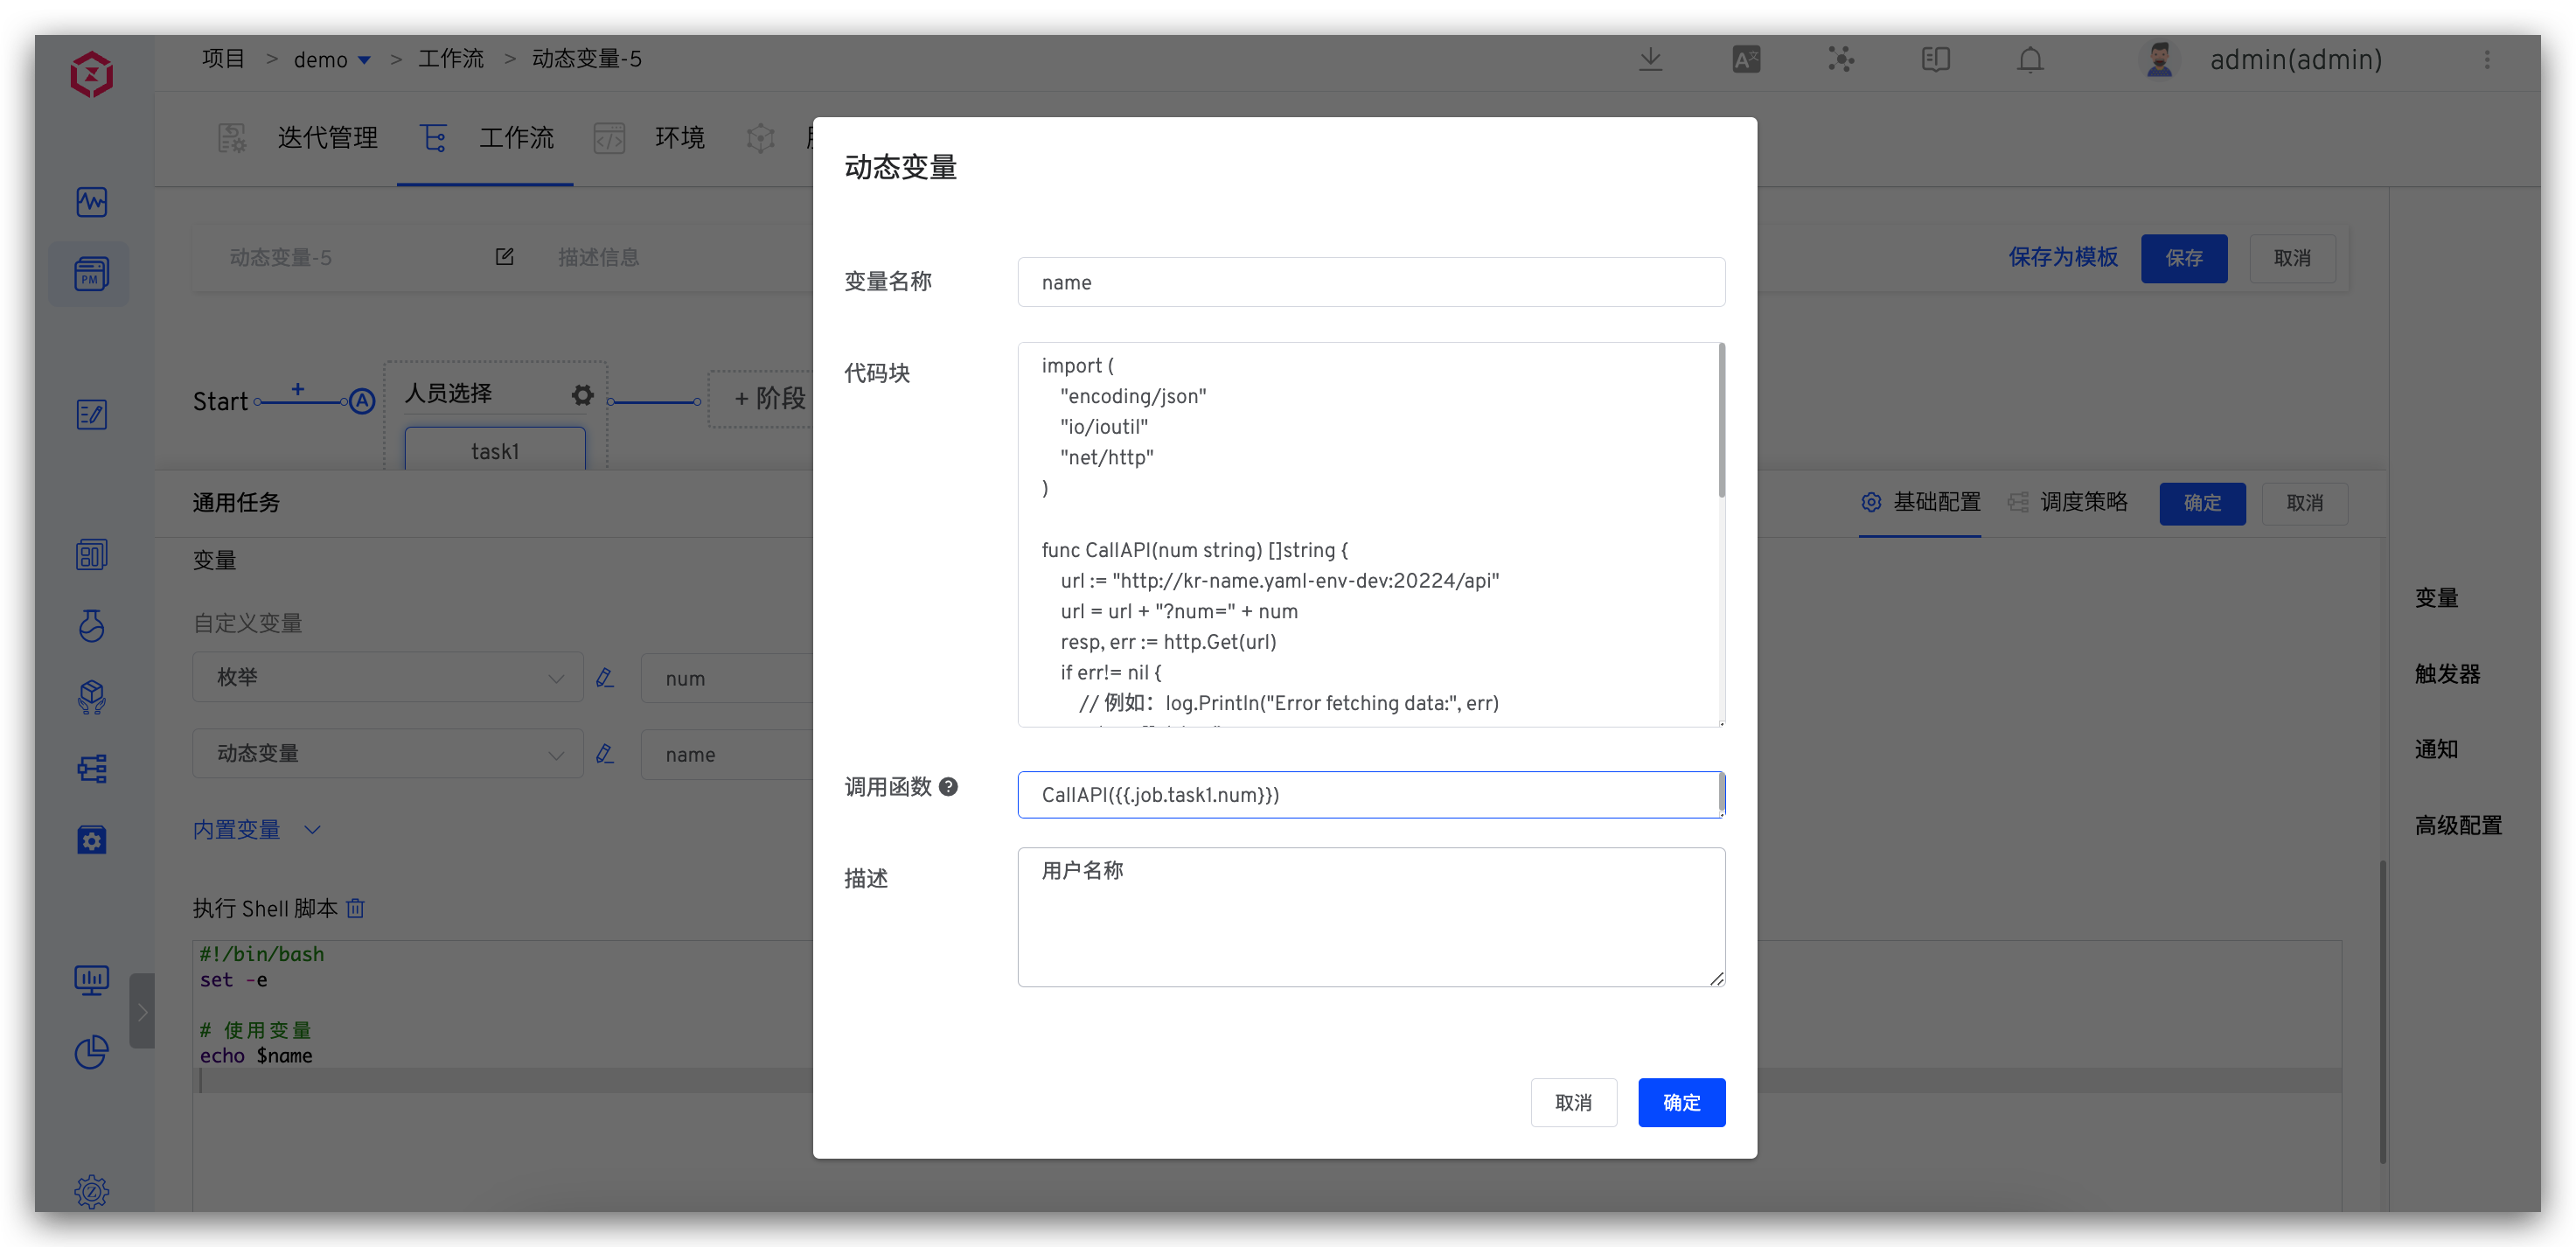 项目 > demo > 工作流 > 动态变量-5
admin(admin)
迭代管理 工作流 环境
动态变量-5 描述信息
保存为模板 保存 取消
Start
人员选择
task1
+ 阶段
通用任务
基础配置 调度策略 确定 取消
变量
自定义变量
枚举 num
动态变量 name
内置变量
执行 Shell 脚本
#!/bin/bash
set -e
# 使用变量
echo $name
动态变量
变量名称 name
代码块
import (
"encoding/json"
"io/ioutil"
"net/http"
)
func CallAPI(num string) []string {
url := "http://kr-name.yaml-env-dev:20224/api"
url = url + "?num=" + num
resp, err := http.Get(url)
if err!= nil {
// 例如：log.Println("Error fetching data:", err)
调用函数 CallAPI({{.job.task1.num}})
描述 用户名称
取消 确定
变量
触发器
通知
高级配置
PM